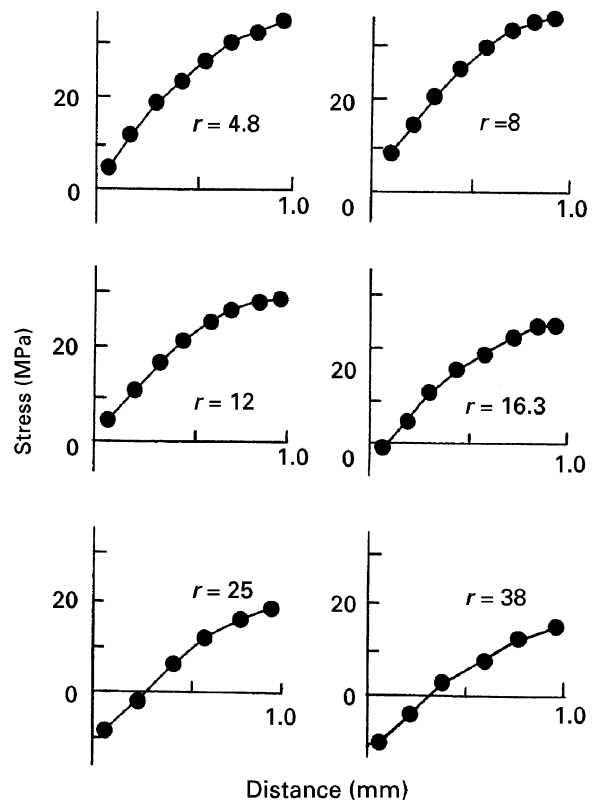 20
r = 4.8
0
1.0
20
r =8
0
1.0
Stress (MPa)
20
r = 12
0
1.0
20
r = 16.3
0
1.0
20
r = 25
0
1.0
20
r = 38
0
1.0
Distance (mm)